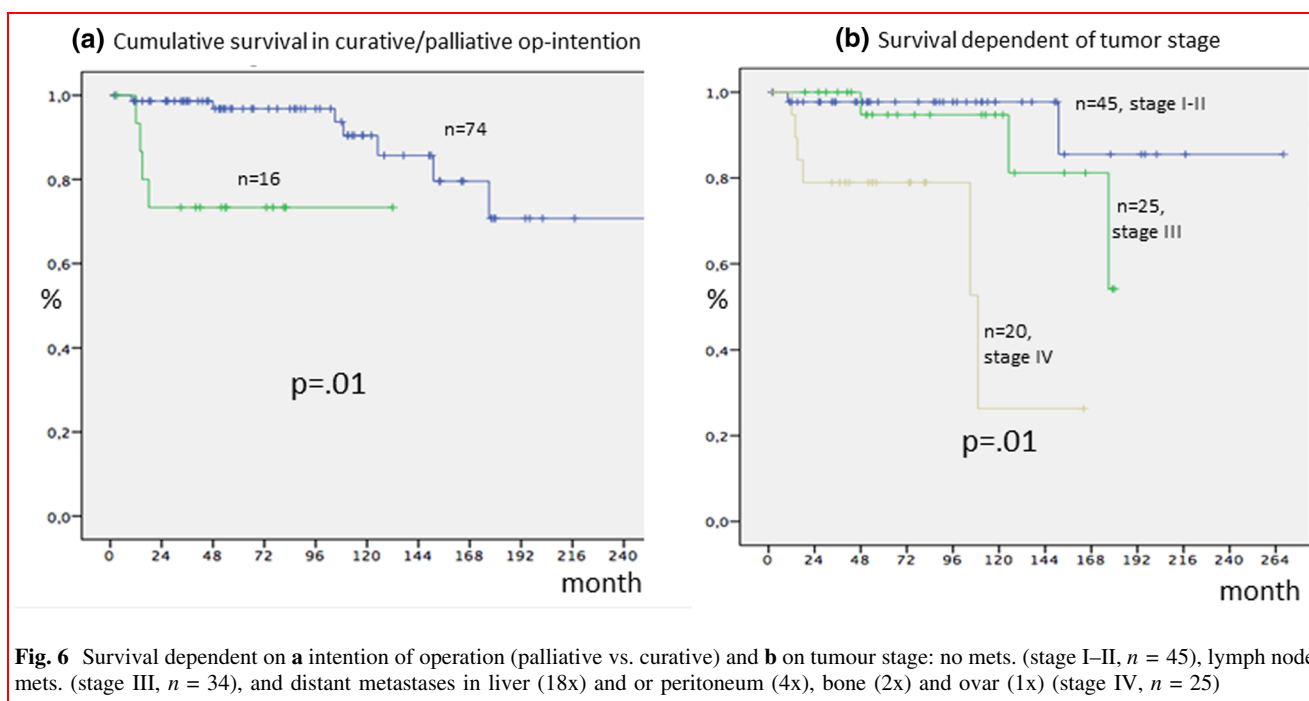 (a) Cumulative survival in curative/palliative op-intention
1,0
0,8
0,6
%
0,4
0,2
0,0
n=74
n=16
p=.01
0 24 48 72 96 120 144 168 192 216 240
month
(b) Survival dependent of tumor stage
1,0
0,8
0,6
%
0,4
0,2
0,0
n=45, stage I-II
n=25,
stage III
n=20,
stage IV
p=.01
0 24 48 72 96 120 144 168 192 216 240 264
month
Fig. 6 Survival dependent on a intention of operation (palliative vs. curative) and b on tumour stage: no mets. (stage I–II, n = 45), lymph node
mets. (stage III, n = 34), and distant metastases in liver (18x) and or peritoneum (4x), bone (2x) and ovar (1x) (stage IV, n = 25)